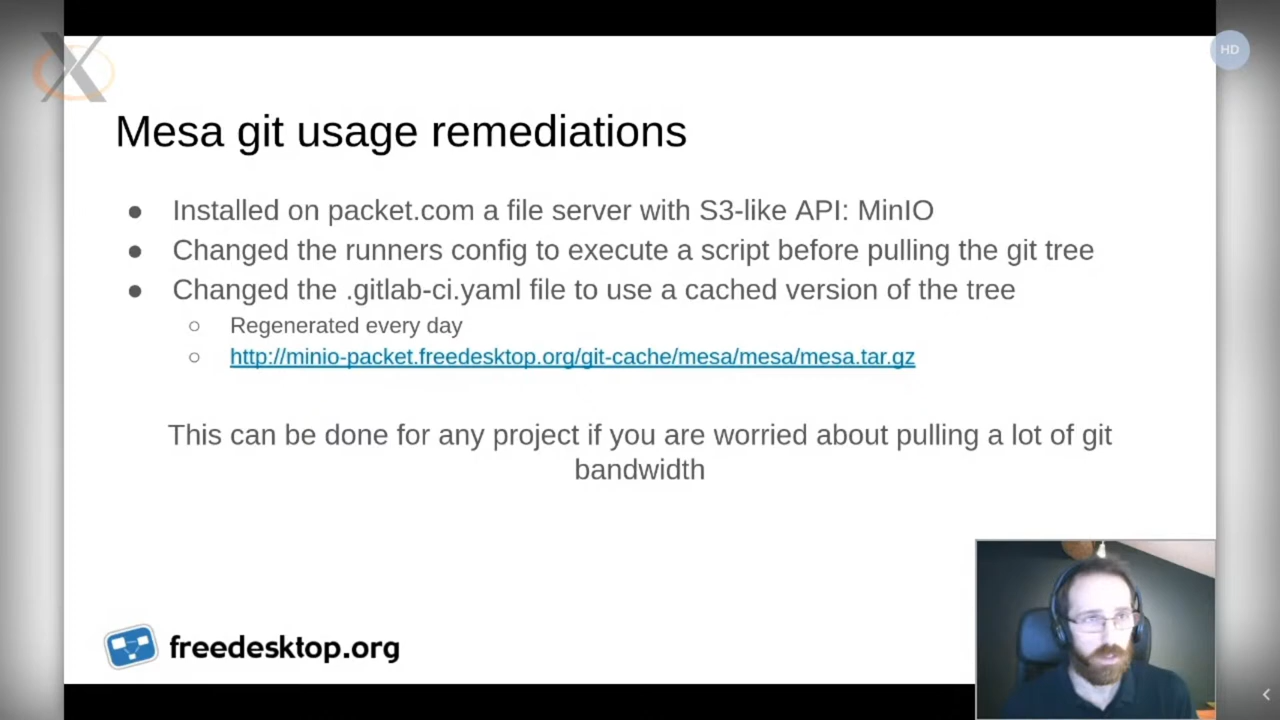 HD
Mesa git usage remediations
● Installed on packet.com a file server with S3-like API: MinIO
● Changed the runners config to execute a script before pulling the git tree
● Changed the .gitlab-ci.yaml file to use a cached version of the tree
○ Regenerated every day
○ http://minio-packet.freedesktop.org/git-cache/mesa/mesa/mesa.tar.gz
This can be done for any project if you are worried about pulling a lot of git
bandwidth
freedesktop.org